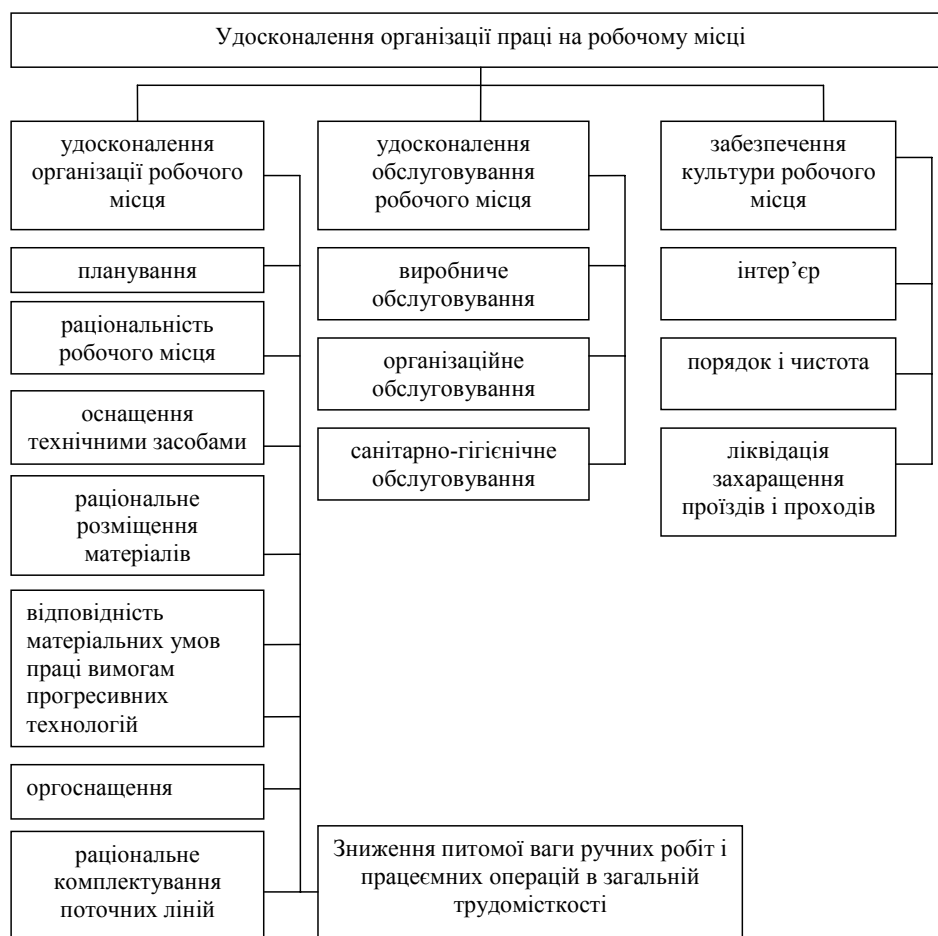 Удосконалення організації праці на робочому місці
удосконалення
організації робочого
місця
планування
раціональність
робочого місця
оснащення
технічними засобами
раціональне
розміщення
матеріалів
відповідність
матеріальних умов
праці вимогам
прогресивних
технологій
оргоснащення
раціональне
комплектування
поточних ліній
Зниження питомої ваги ручних робіт і
працеємних операцій в загальній
трудомісткості
удосконалення
обслуговування
робочого місця
виробниче
обслуговування
організаційне
обслуговування
санітарно-гігієнічне
обслуговування
забезпечення
культури робочого
місця
інтер’єр
порядок і чистота
ліквідація
захаращення
проїздів і проходів